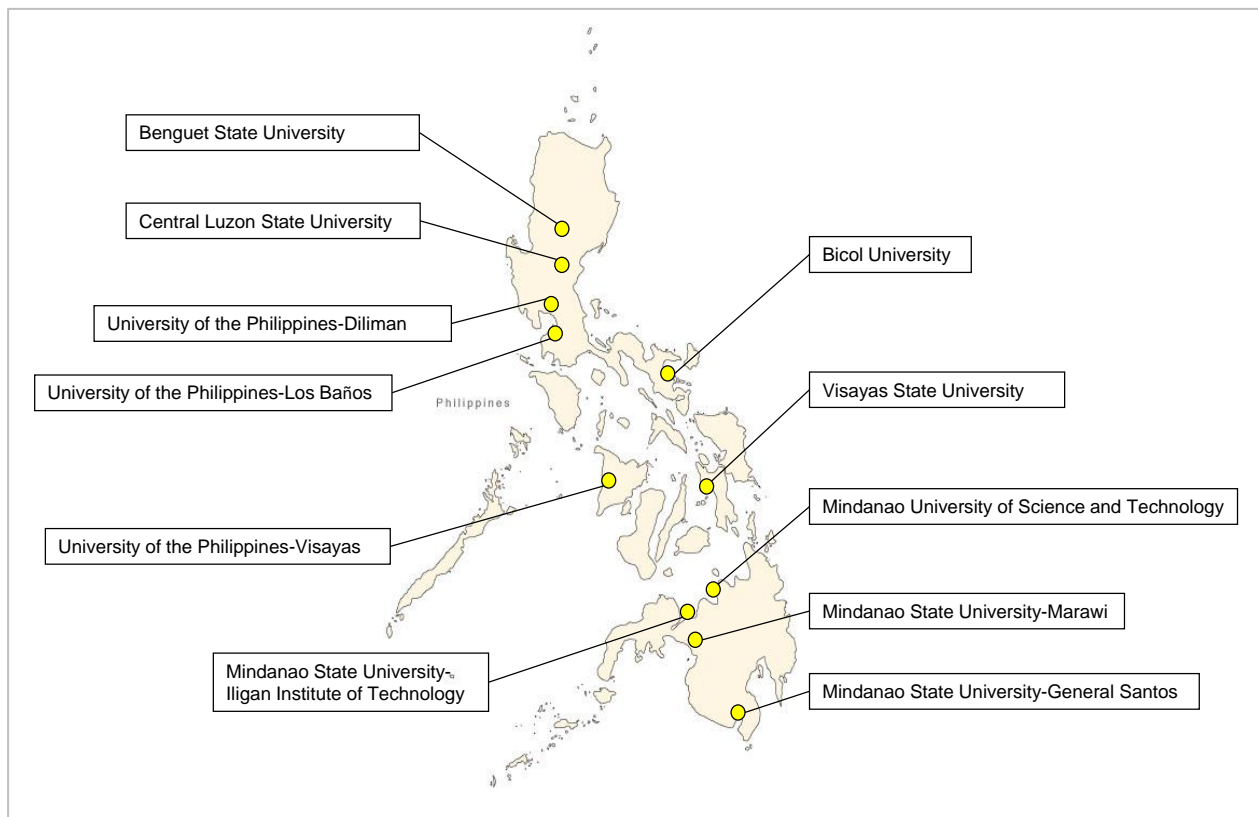 Benguet State University
Central Luzon State University
Bicol University
University of the Philippines-Diliman
University of the Philippines-Los Baños
Philippines
Visayas State University
Mindanao University of Science and Technology
University of the Philippines-Visayas
Mindanao State University-Marawi
Mindanao State University-
Iligan Institute of Technology
Mindanao State University-General Santos